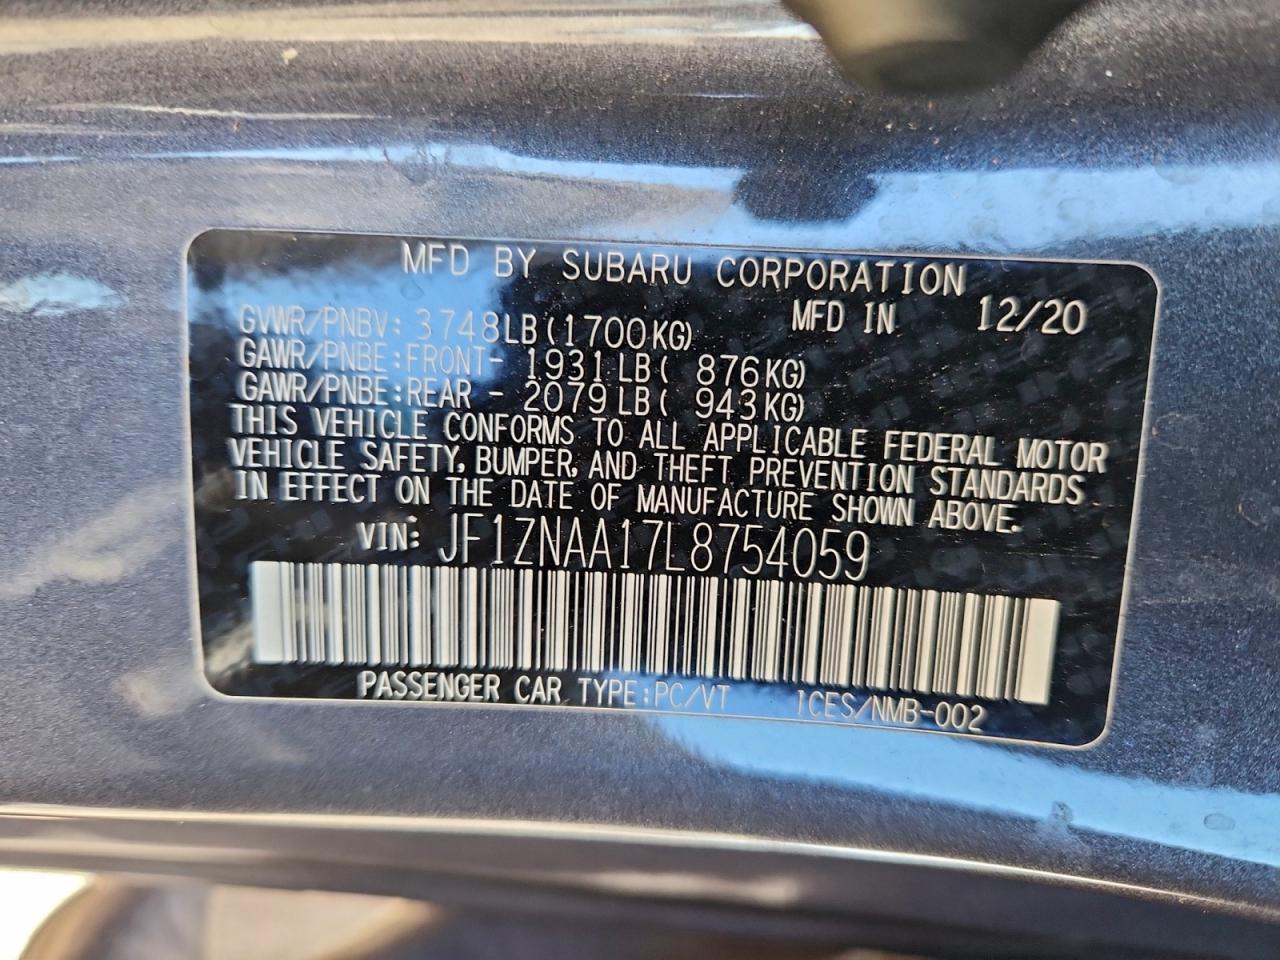 MFD BY SUBARU CORPORATION
MFD IN 12/20
GVWR/PNBV: 3748LB(1700KG)
GAWR/PNBE:FRONT- 1931LB( 876KG)
GAWR/PNBE:REAR - 2079LB( 943KG)
THIS VEHICLE CONFORMS TO ALL APPLICABLE FEDERAL MOTOR
VEHICLE SAFETY, BUMPER, AND THEFT PREVENTION STANDARDS
IN EFFECT ON THE DATE OF MANUFACTURE SHOWN ABOVE.
VIN: JF1ZNAA17L8754059
PASSENGER CAR TYPE:PC/VT ICES/NMB-002